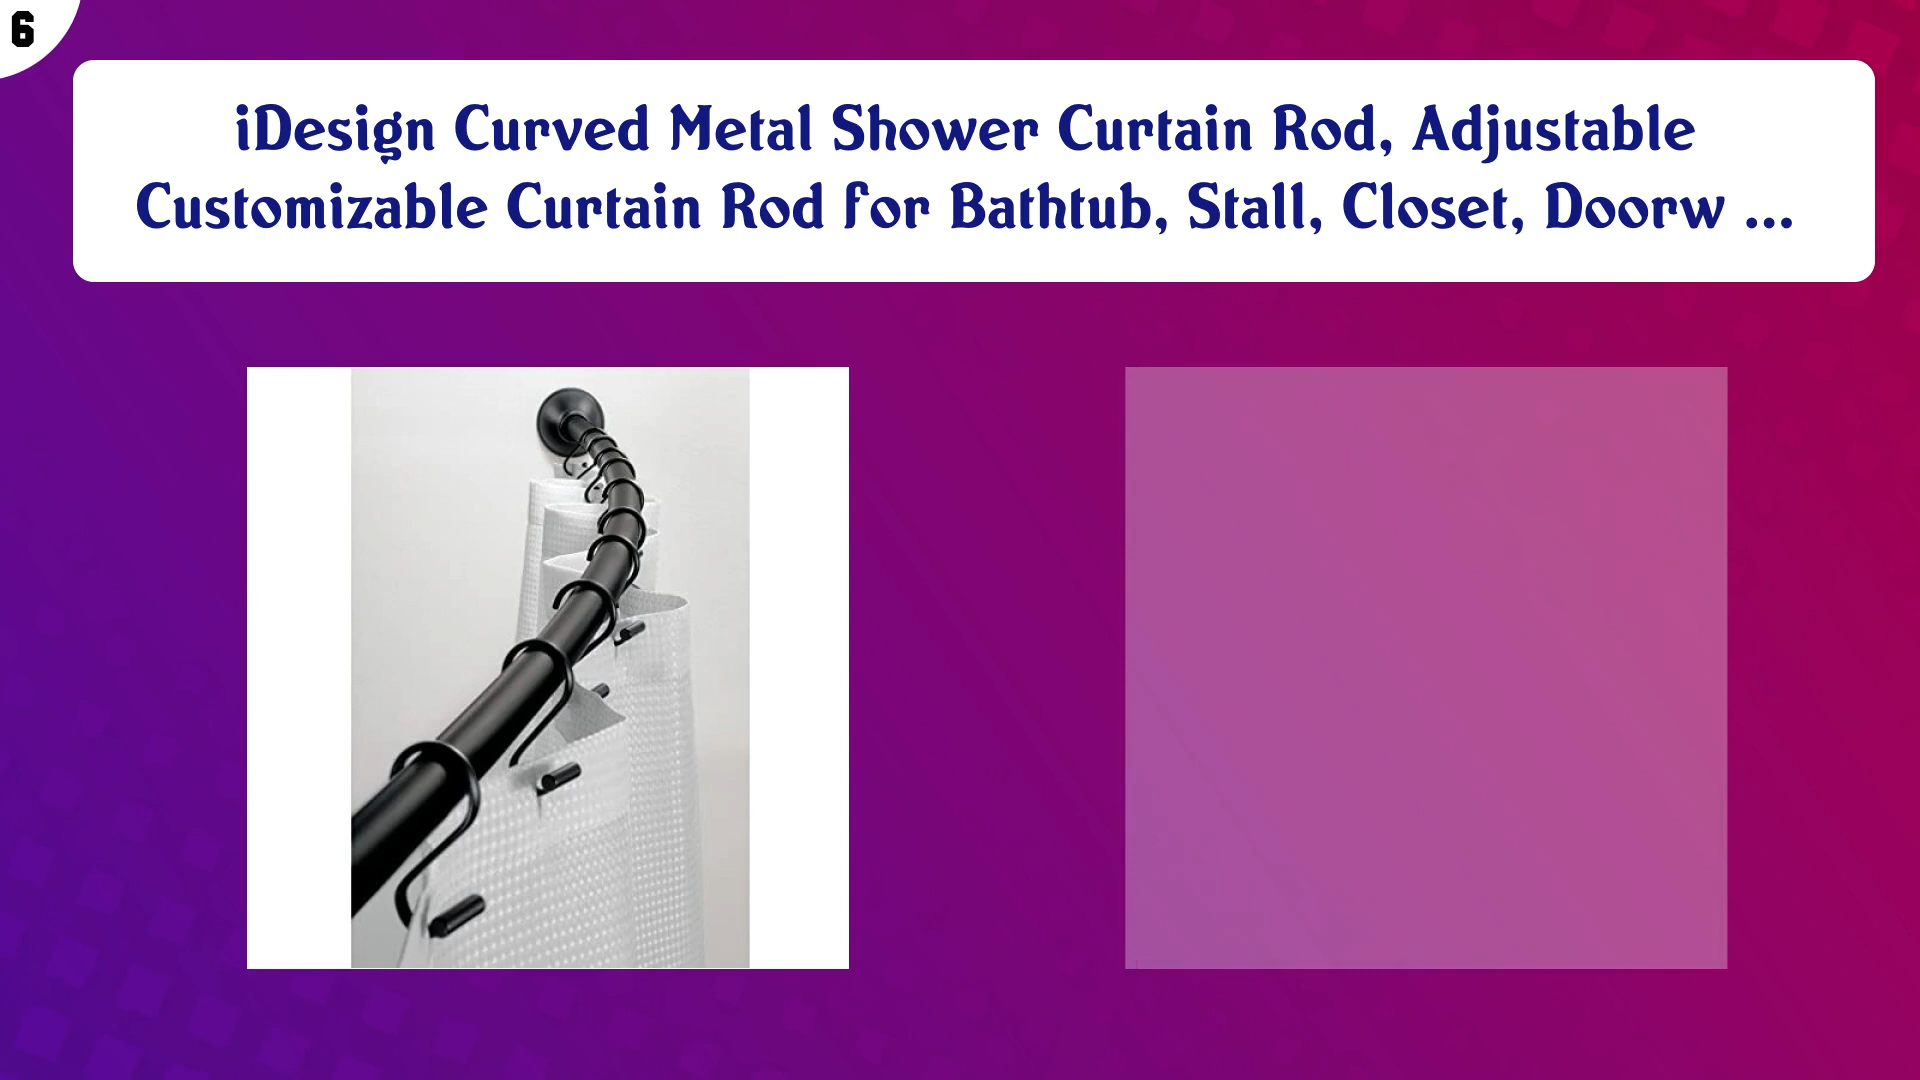 6
iDesign Curved Metal Shower Curtain Rod, Adjustable
Customizable Curtain Rod for Bathtub, Stall, Closet, Doorw ...